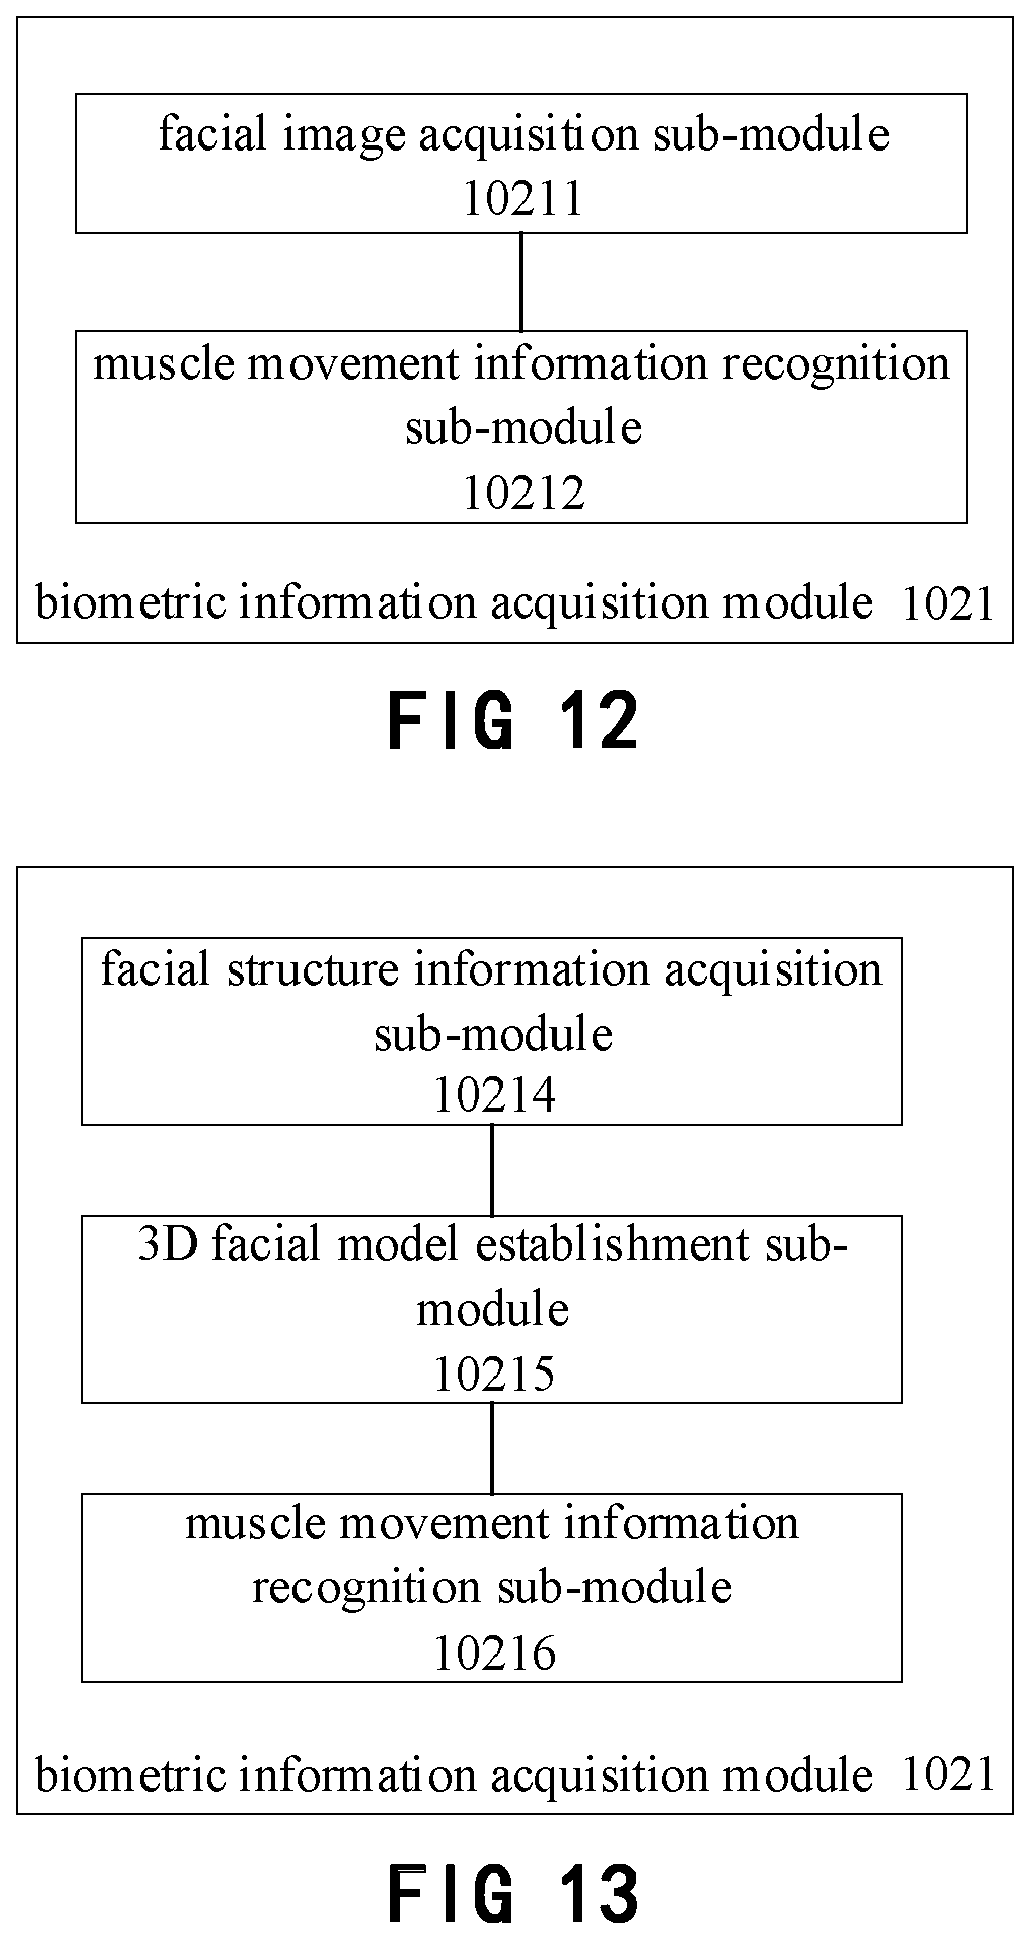 facial image acquisition sub-module
10211
muscle movement information recognition
sub-module
10212
biometric information acquisition module 1021
FIG 12
facial structure information acquisition
sub-module
10214
3D facial model establishment sub-
module
10215
muscle movement information
recognition sub-module
10216
biometric information acquisition module 1021
FIG 13